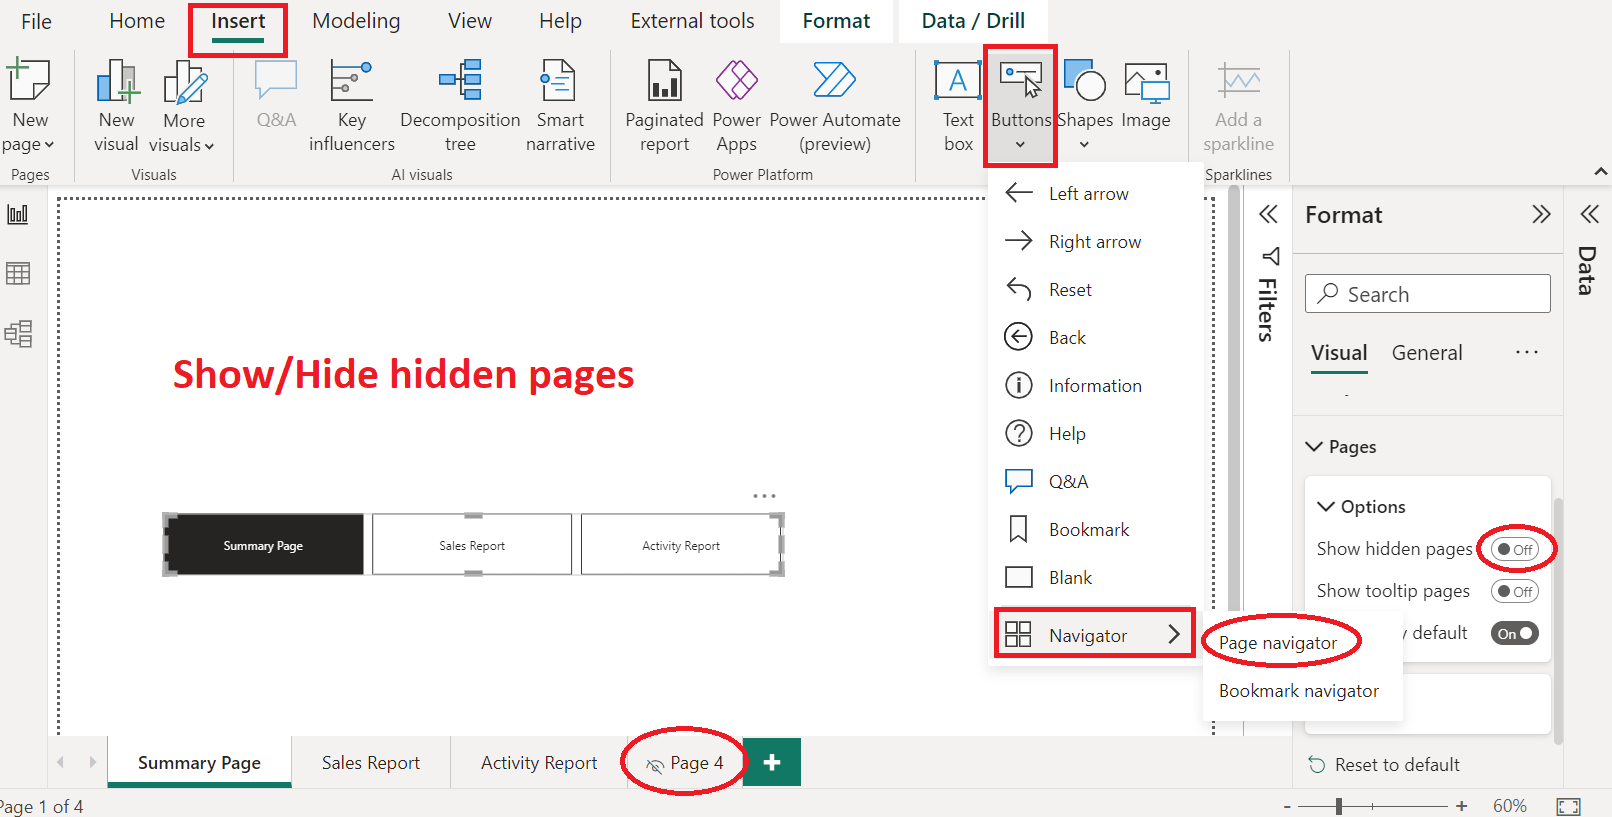 File Home Insert Modeling View Help External tools Format Data / Drill
New page
New visual
More visuals
Q&A
Key influencers
Decomposition tree
Smart narrative
Paginated report
Power Apps
Power Automate (preview)
Text box
Buttons
Shapes
Image
Add a sparkline
Pages Visuals AI visuals Power Platform Sparklines
Left arrow
Right arrow
Reset
Back
Information
Help
Q&A
Bookmark
Blank
Navigator
Page navigator
Bookmark navigator
Show/Hide hidden pages
Summary Page Sales Report Activity Report
Filters
Format
Search
Visual General
Pages
Options
Show hidden pages Off
Show tooltip pages Off
y default On
Reset to default
Data
Summary Page Sales Report Activity Report Page 4 +
Page 1 of 4
- + 60%